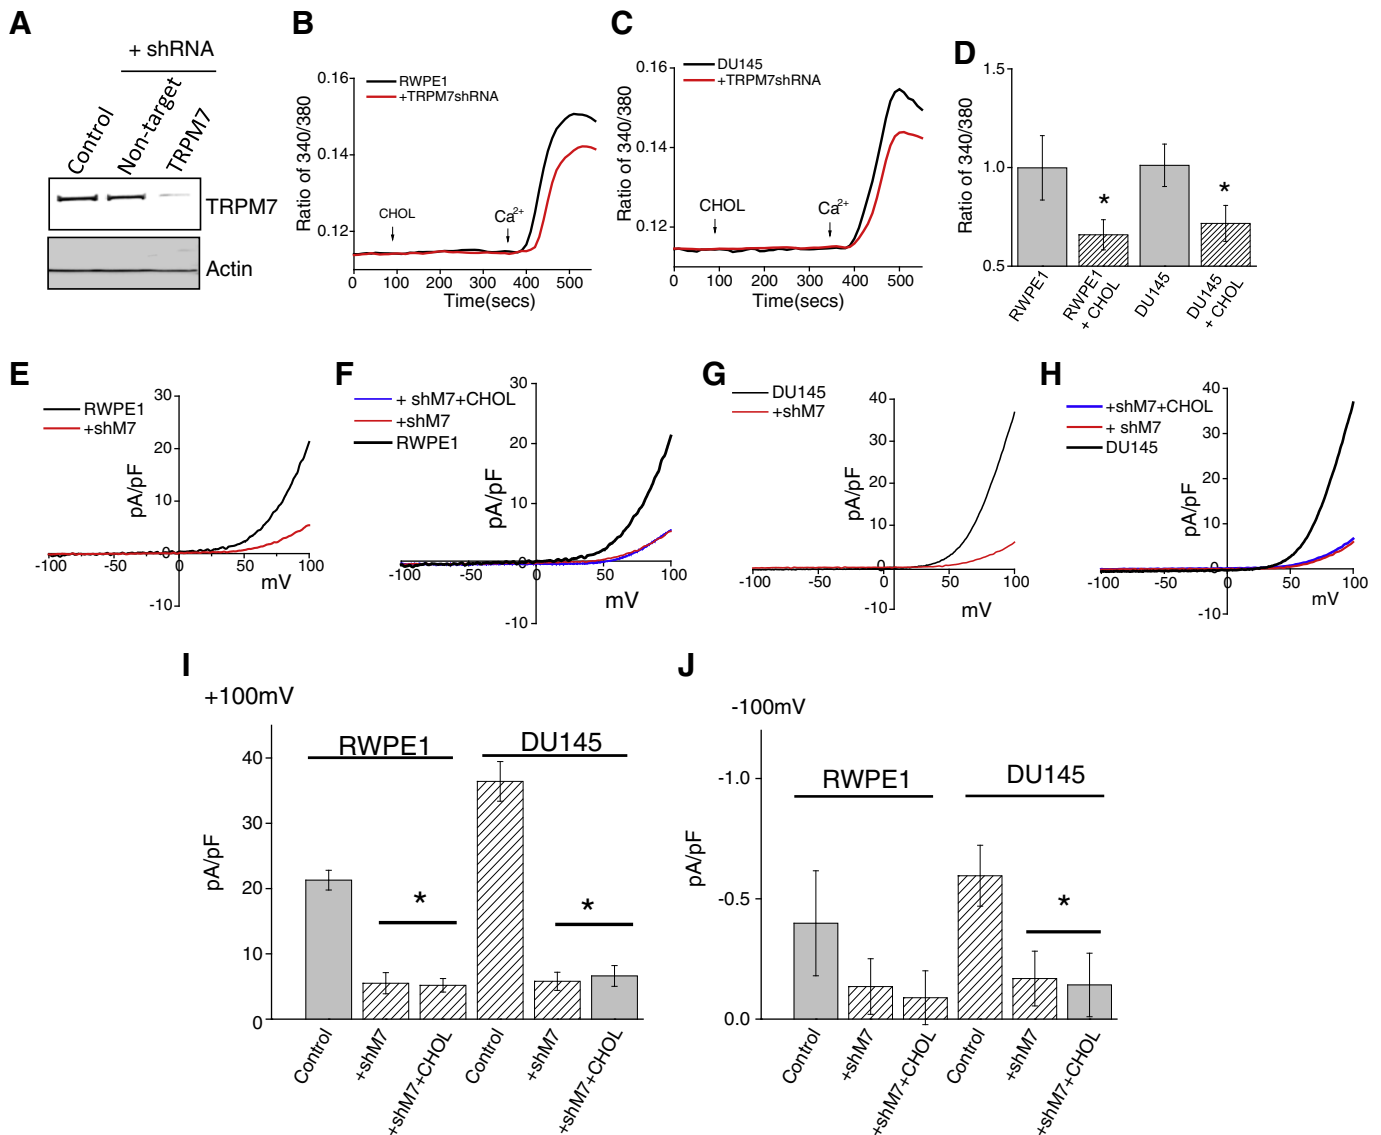 A
+ shRNA
Control
Non-target
TRPM7
TRPM7
Actin
B
RWPE1
+TRPM7shRNA
0.16
0.14
0.12
Ratio of 340/380
CHOL
Ca2+
0 100 200 300 400 500
Time(secs)
C
DU145
+TRPM7shRNA
0.16
0.14
0.12
Ratio of 340/380
CHOL
Ca2+
0 100 200 300 400 500
Time(secs)
D
1.5
1.0
0.5
Ratio of 340/380
*
*
RWPE1
RWPE1
+ CHOL
DU145
DU145
+ CHOL
E
RWPE1
+shM7
30
20
10
0
-10
pA/pF
-100 -50 0 50 100
mV
F
+ shM7+CHOL
+shM7
RWPE1
30
20
10
0
-10
pA/pF
-100 -50 0 50 100
mV
G
DU145
+shM7
40
30
20
10
0
-10
pA/pF
-100 -50 0 50 100
mV
H
+shM7+CHOL
+ shM7
DU145
40
30
20
10
0
-10
pA/pF
-100 -50 0 50 100
mV
I
+100mV
RWPE1
DU145
40
30
20
10
0
pA/pF
*
*
Control
+shM7
+shM7+CHOL
Control
+shM7
+shM7+CHOL
J
-100mV
RWPE1
DU145
-1.0
-0.5
0.0
pA/pF
*
Control
+shM7
+shM7+CHOL
Control
+shM7
+shM7+CHOL